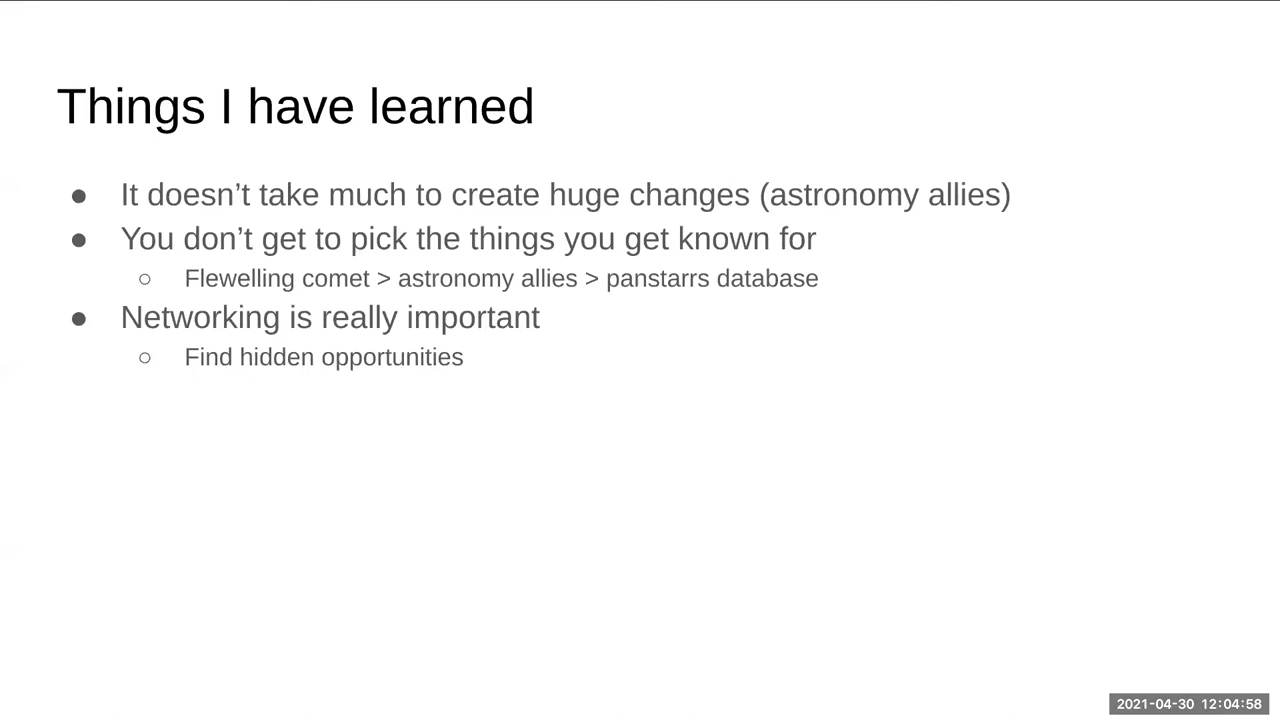 Things I have learned
● It doesn’t take much to create huge changes (astronomy allies)
● You don’t get to pick the things you get known for
○ Flewelling comet > astronomy allies > panstarrs database
● Networking is really important
○ Find hidden opportunities
2021-04-30 12:04:58